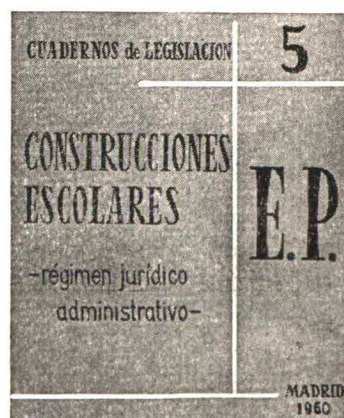 CUADERNOS de LEGISLACION
5
CONSTRUCCIONES
ESCOLARES
E.P.
-régimen jurídico
administrativo-
MADRID
1960